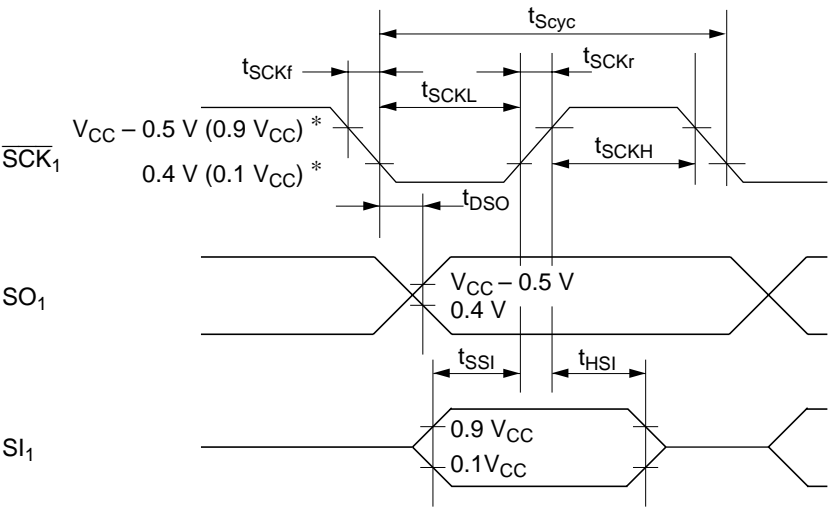 tScyc
tSCKf
tSCKr
tSCKL
VCC – 0.5 V (0.9 VCC) *
SCK1
tSCKH
0.4 V (0.1 VCC) *
tDSO
VCC – 0.5 V
SO1
0.4 V
tSSI
tHSI
0.9 VCC
SI1
0.1VCC